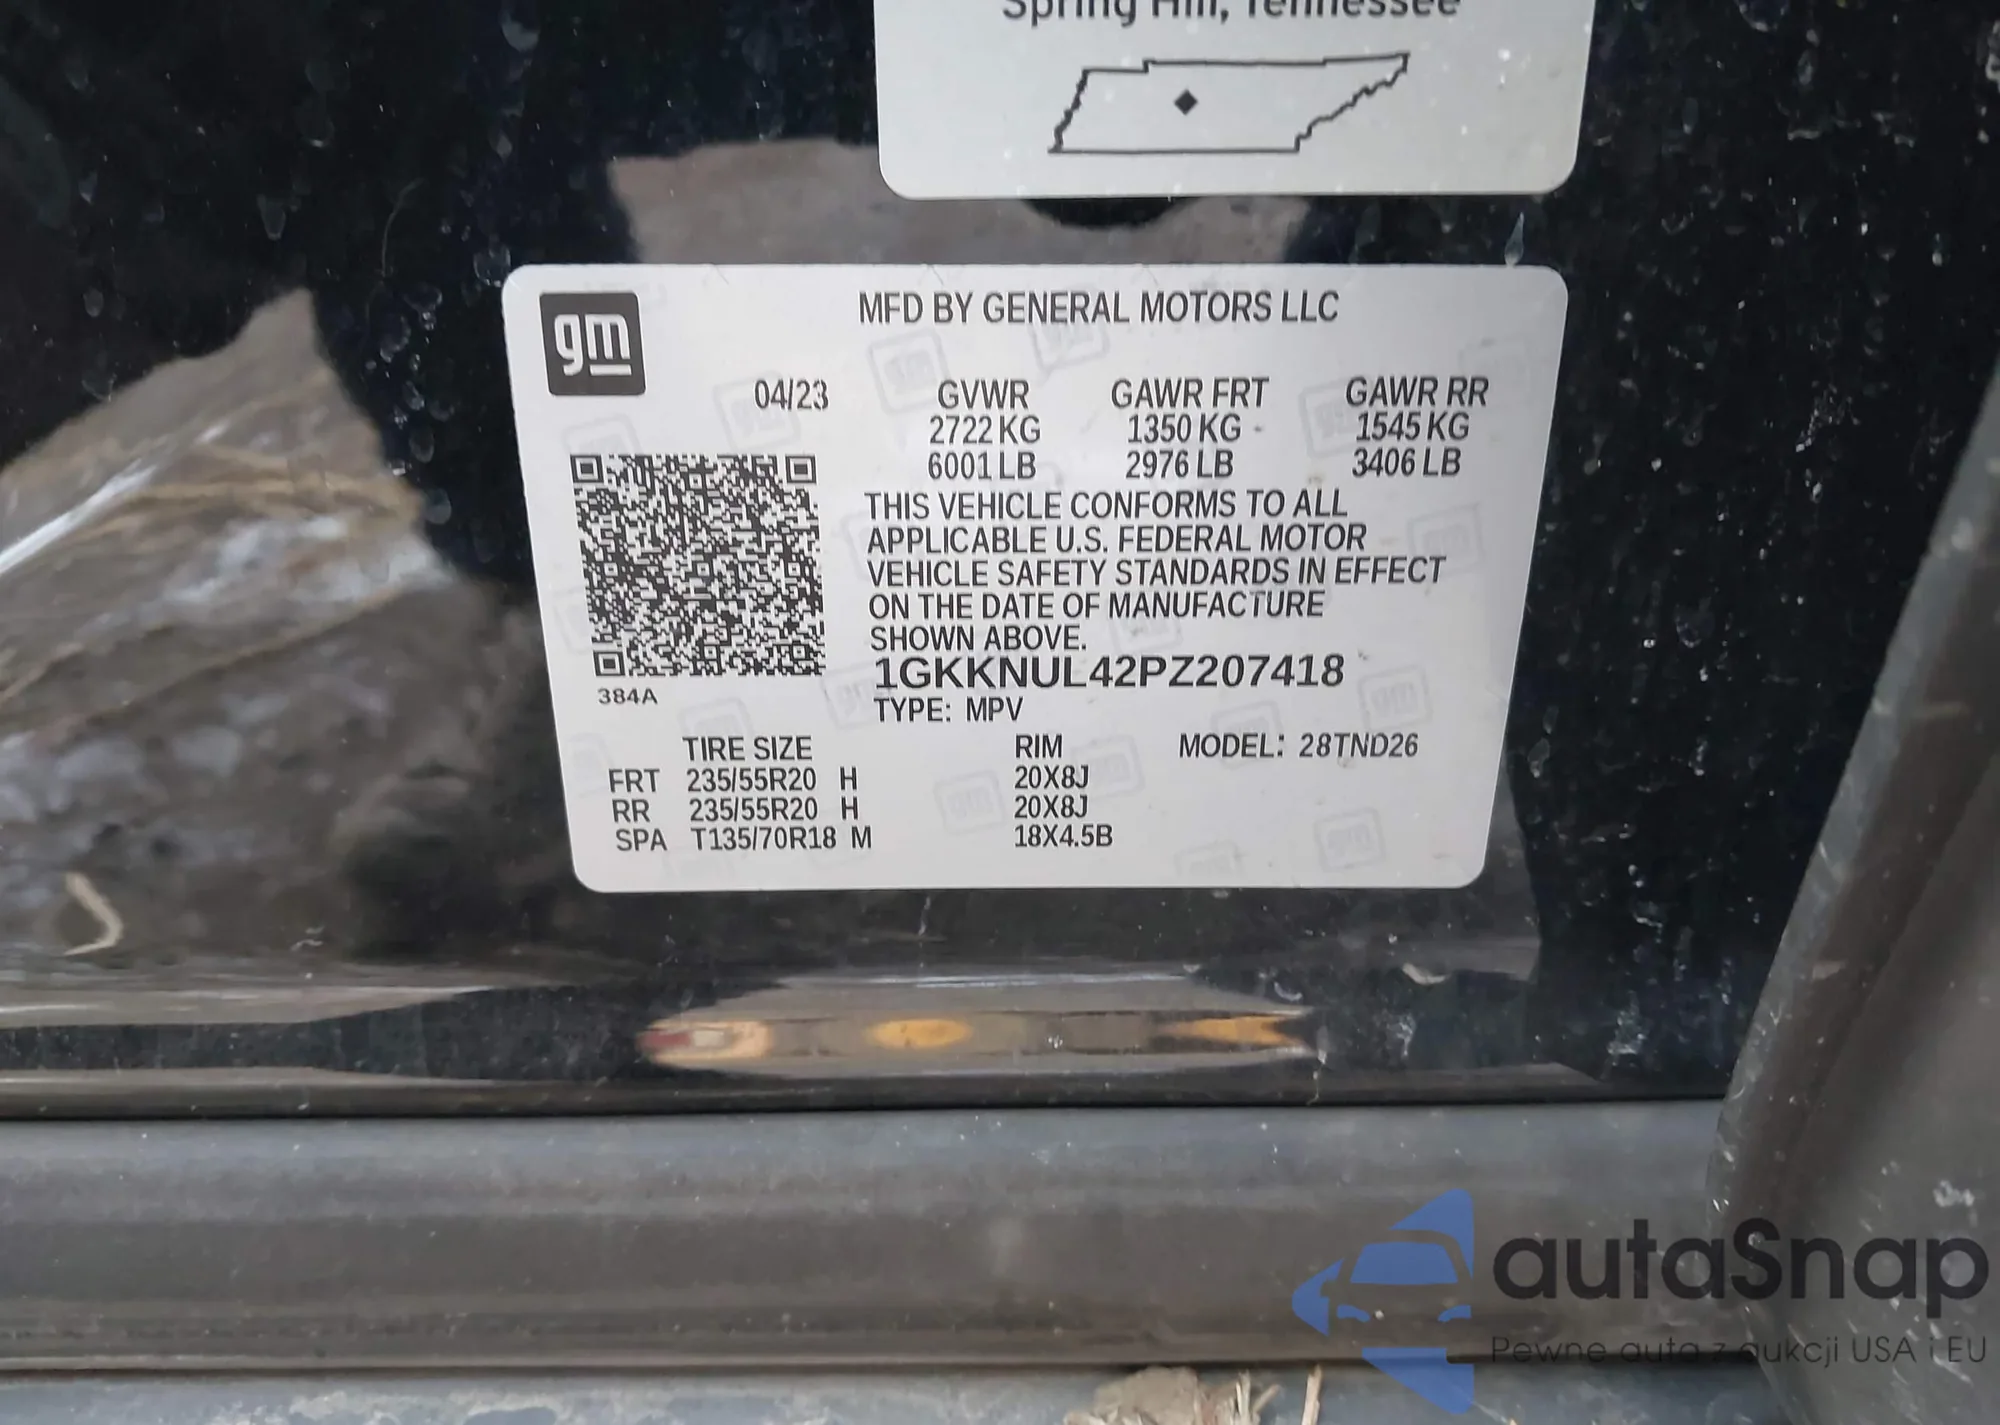 Spring Hill, Tennessee
gm
MFD BY GENERAL MOTORS LLC
04/23 GVWR GAWR FRT GAWR RR
2722 KG 1350 KG 1545 KG
6001 LB 2976 LB 3406 LB
THIS VEHICLE CONFORMS TO ALL
APPLICABLE U.S. FEDERAL MOTOR
VEHICLE SAFETY STANDARDS IN EFFECT
ON THE DATE OF MANUFACTURE
SHOWN ABOVE.
1GKKNUL42PZ207418
384A
TYPE: MPV
TIRE SIZE RIM MODEL: 28TND26
FRT 235/55R20 H 20X8J
RR 235/55R20 H 20X8J
SPA T135/70R18 M 18X4.5B
autaSnap
Pewne auta z aukcji USA i EU